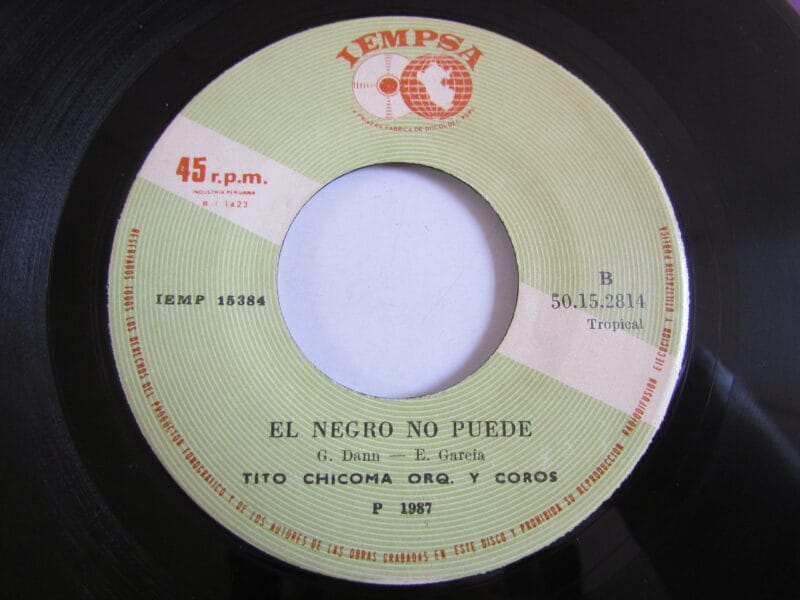 IEMPSA
LA PRIMERA FABRICA DE DISCOS DEL PERU
45 r.p.m.
INDUSTRIA PERUANA
R.I 1423
IEMP 15384
B
50.15.2814
Tropical
EL NEGRO NO PUEDE
G. Dann — E. García
TITO CHICOMA ORQ. Y COROS
P 1987
RESERVADOS TODOS LOS DERECHOS DEL PRODUCTOR FONOGRAFICO Y DE LOS AUTORES DE LAS OBRAS GRABADAS EN ESTE DISCO Y PROHIBIDA SU REPRODUCCION RADIODIFUSION EJECUCION Y UTILIZACION PUBLICA